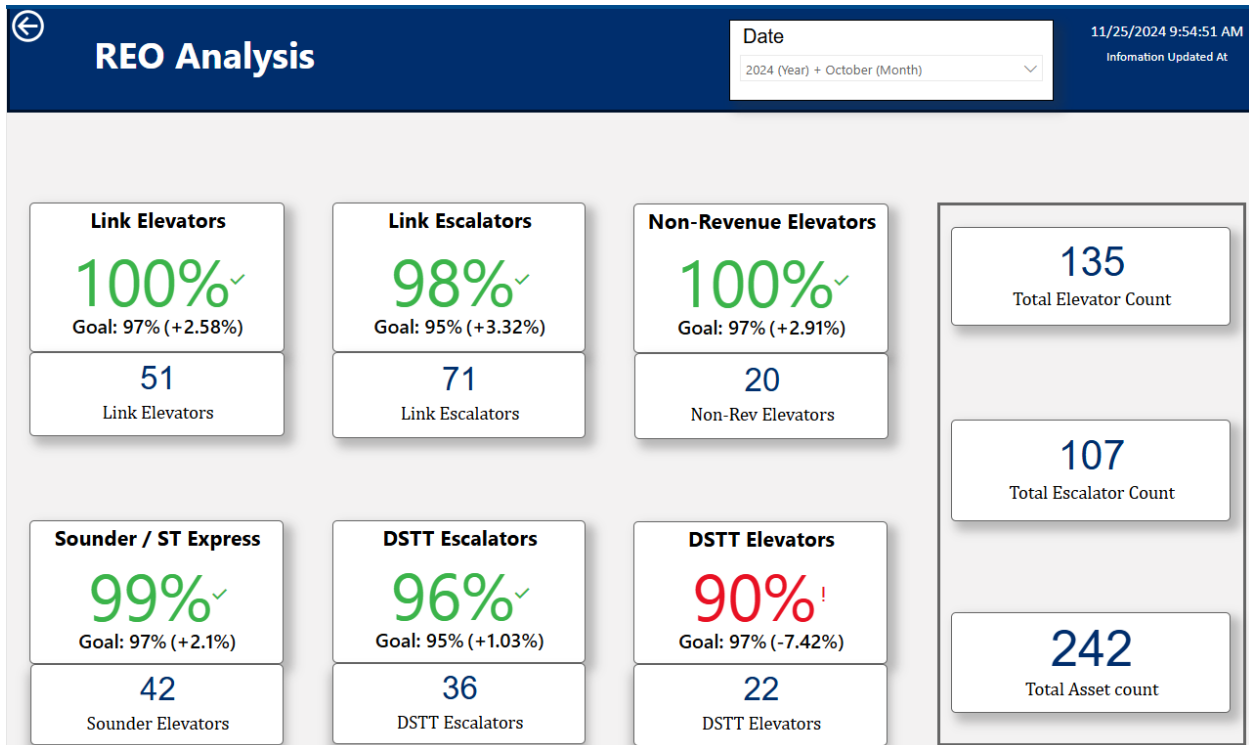 REO Analysis
Date
2024 (Year) + October (Month)
11/25/2024 9:54:51 AM
Infomation Updated At
Link Elevators
100%
Goal: 97% (+2.58%)
51
Link Elevators
Link Escalators
98%
Goal: 95% (+3.32%)
71
Link Escalators
Non-Revenue Elevators
100%
Goal: 97% (+2.91%)
20
Non-Rev Elevators
135
Total Elevator Count
107
Total Escalator Count
242
Total Asset count
Sounder / ST Express
99%
Goal: 97% (+2.1%)
42
Sounder Elevators
DSTT Escalators
96%
Goal: 95% (+1.03%)
36
DSTT Escalators
DSTT Elevators
90%!
Goal: 97% (-7.42%)
22
DSTT Elevators